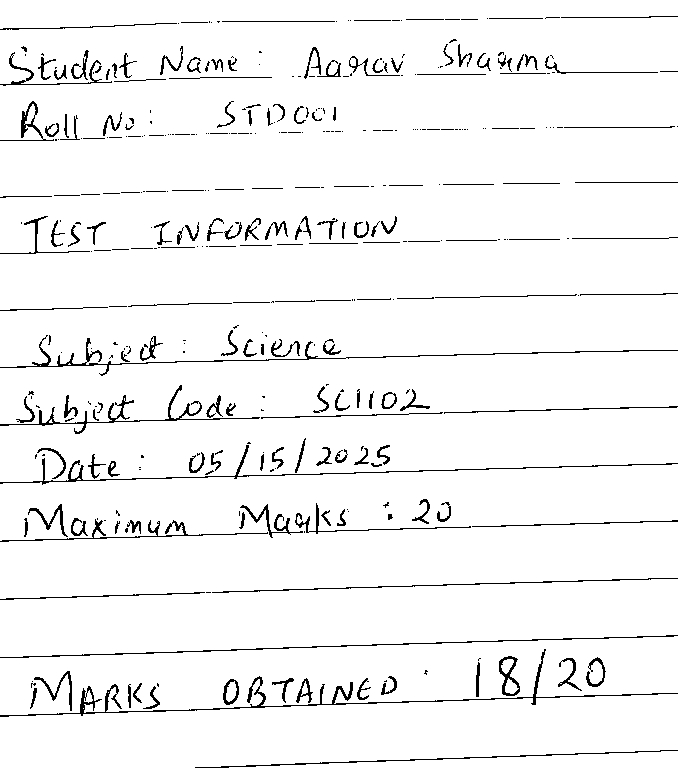 Student Name : Aarav Sharma
Roll No : STD001
TEST INFORMATION
Subject : Science
Subject Code : SCI102
Date : 05/15/2025
Maximum Marks : 20
MARKS OBTAINED : 18/20